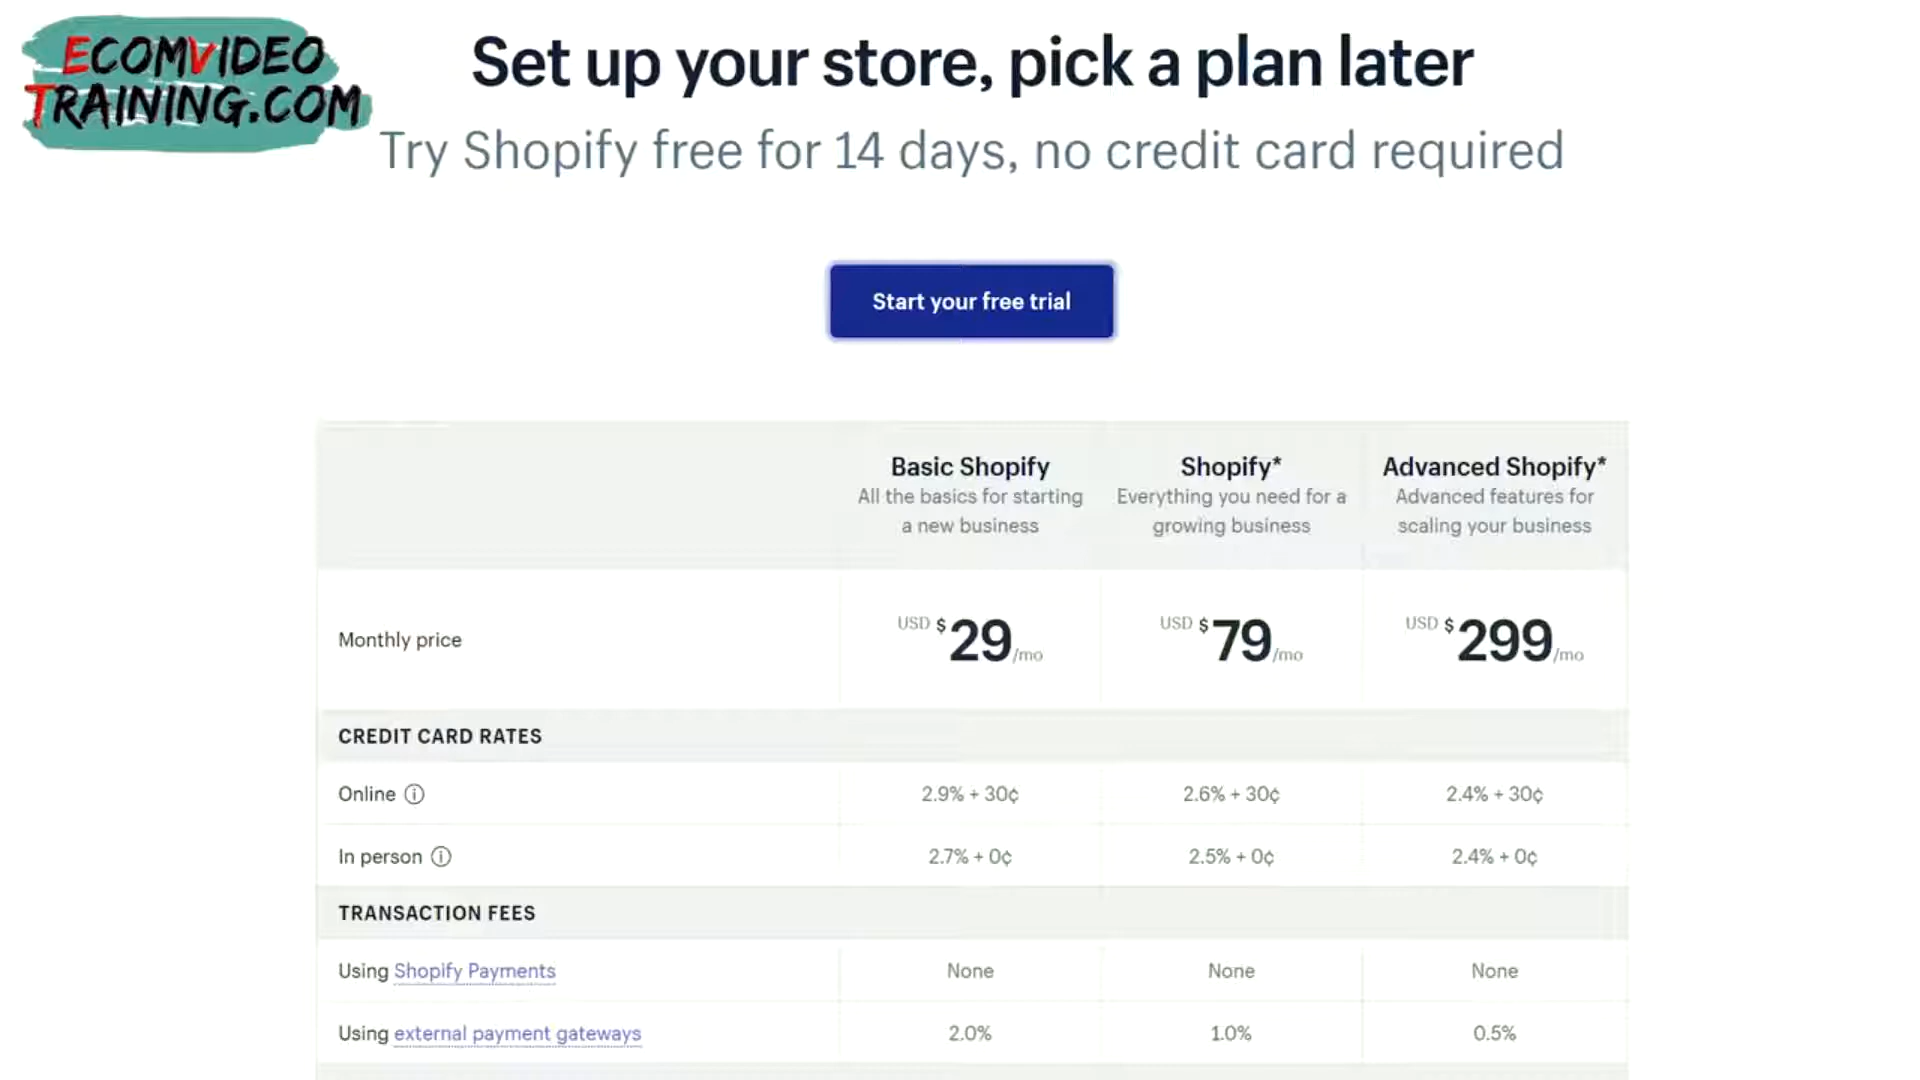 ECOMVIDEO
TRAINING.COM
Set up your store, pick a plan later
Try Shopify free for 14 days, no credit card required
Start your free trial
Basic Shopify
All the basics for starting
a new business
Shopify*
Everything you need for a
growing business
Advanced Shopify*
Advanced features for
scaling your business
Monthly price
USD $29/mo
USD $79/mo
USD $299/mo
CREDIT CARD RATES
Online ⓘ
2.9% + 30¢
2.6% + 30¢
2.4% + 30¢
In person ⓘ
2.7% + 0¢
2.5% + 0¢
2.4% + 0¢
TRANSACTION FEES
Using Shopify Payments
None
None
None
Using external payment gateways
2.0%
1.0%
0.5%